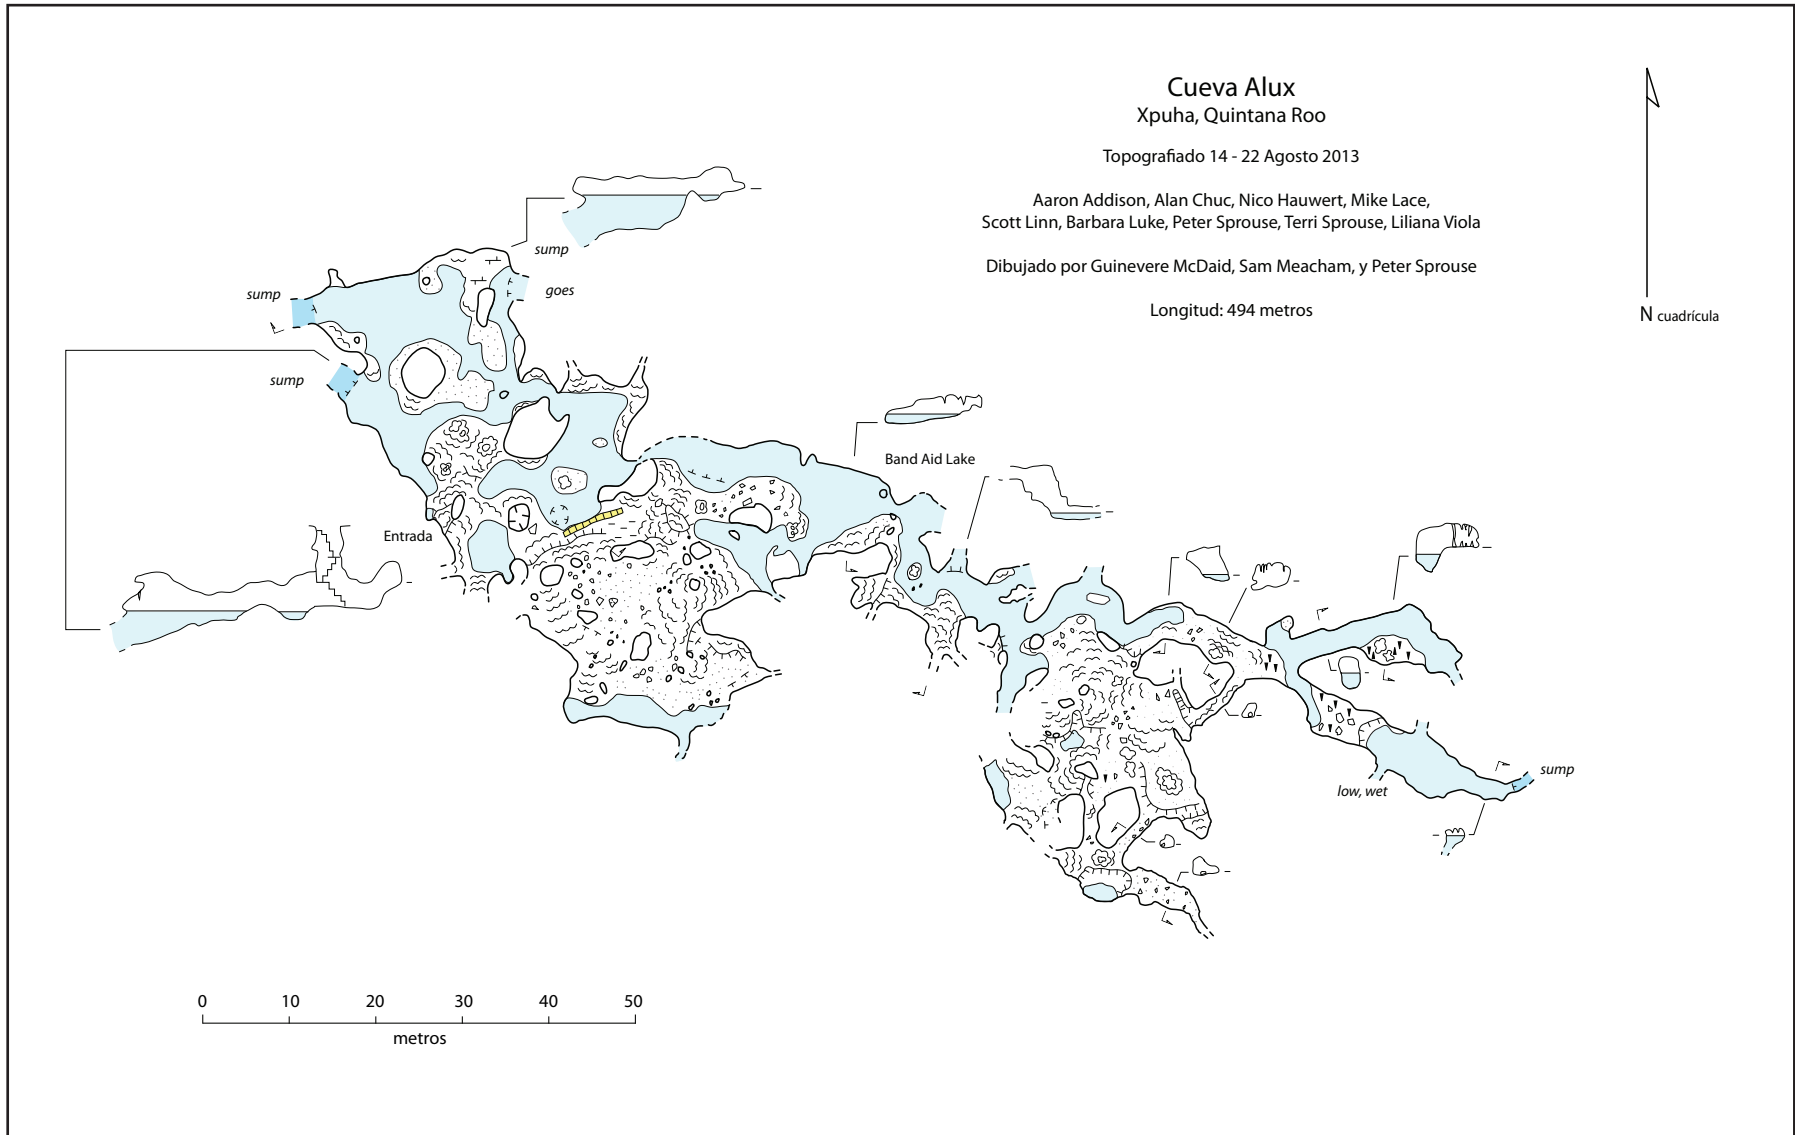 Cueva Alux
Xpuha, Quintana Roo
Topografiado 14 - 22 Agosto 2013
Aaron Addison, Alan Chuc, Nico Hauwert, Mike Lace,
Scott Linn, Barbara Luke, Peter Sprouse, Terri Sprouse, Liliana Viola
Dibujado por Guinevere McDaid, Sam Meacham, y Peter Sprouse
Longitud: 494 metros
N cuadrícula
sump
goes
sump
sump
Band Aid Lake
Entrada
low, wet
sump
0 10 20 30 40 50
metros